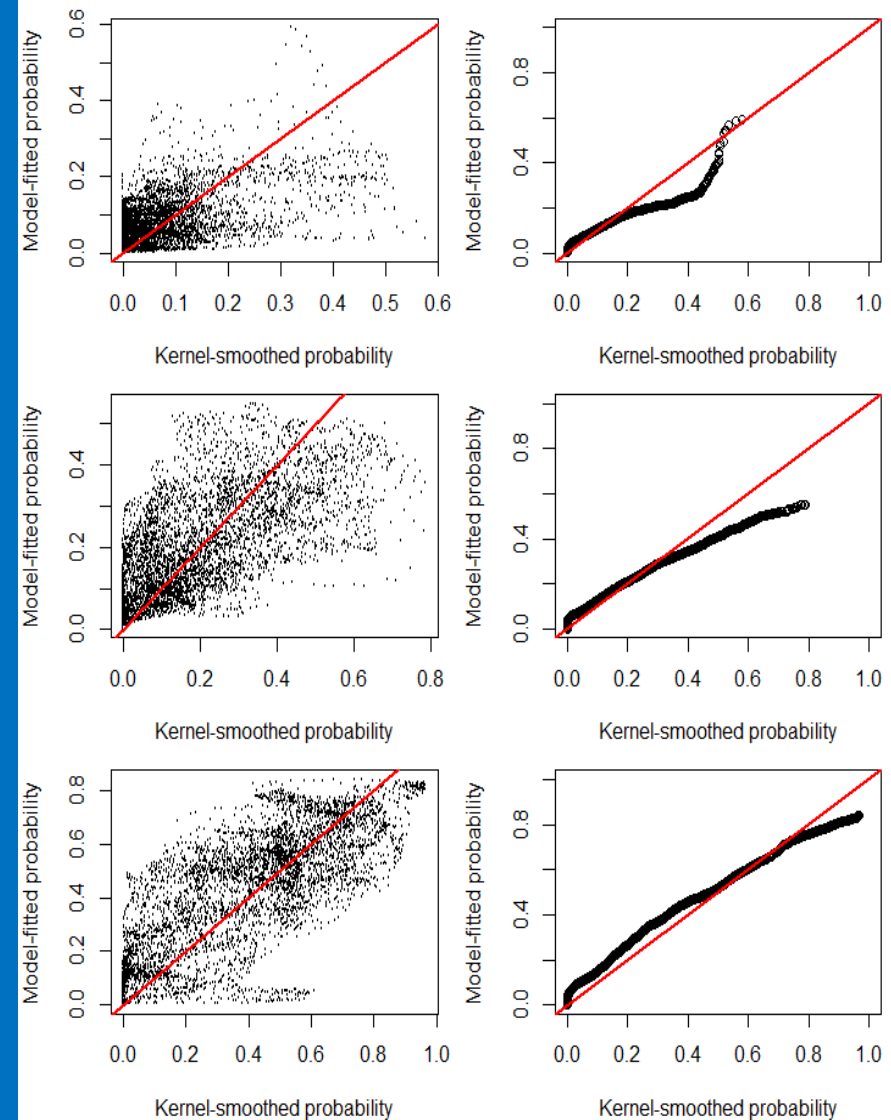 Model-fitted probability
0.0 0.2 0.4 0.6
0.0 0.1 0.2 0.3 0.4 0.5 0.6
Kernel-smoothed probability
Model-fitted probability
0.0 0.4 0.8
0.0 0.2 0.4 0.6 0.8 1.0
Kernel-smoothed probability
Model-fitted probability
0.0 0.2 0.4
0.0 0.2 0.4 0.6 0.8
Kernel-smoothed probability
Model-fitted probability
0.0 0.4 0.8
0.0 0.2 0.4 0.6 0.8 1.0
Kernel-smoothed probability
Model-fitted probability
0.0 0.2 0.4 0.6 0.8
0.0 0.2 0.4 0.6 0.8 1.0
Kernel-smoothed probability
Model-fitted probability
0.0 0.4 0.8
0.0 0.2 0.4 0.6 0.8 1.0
Kernel-smoothed probability